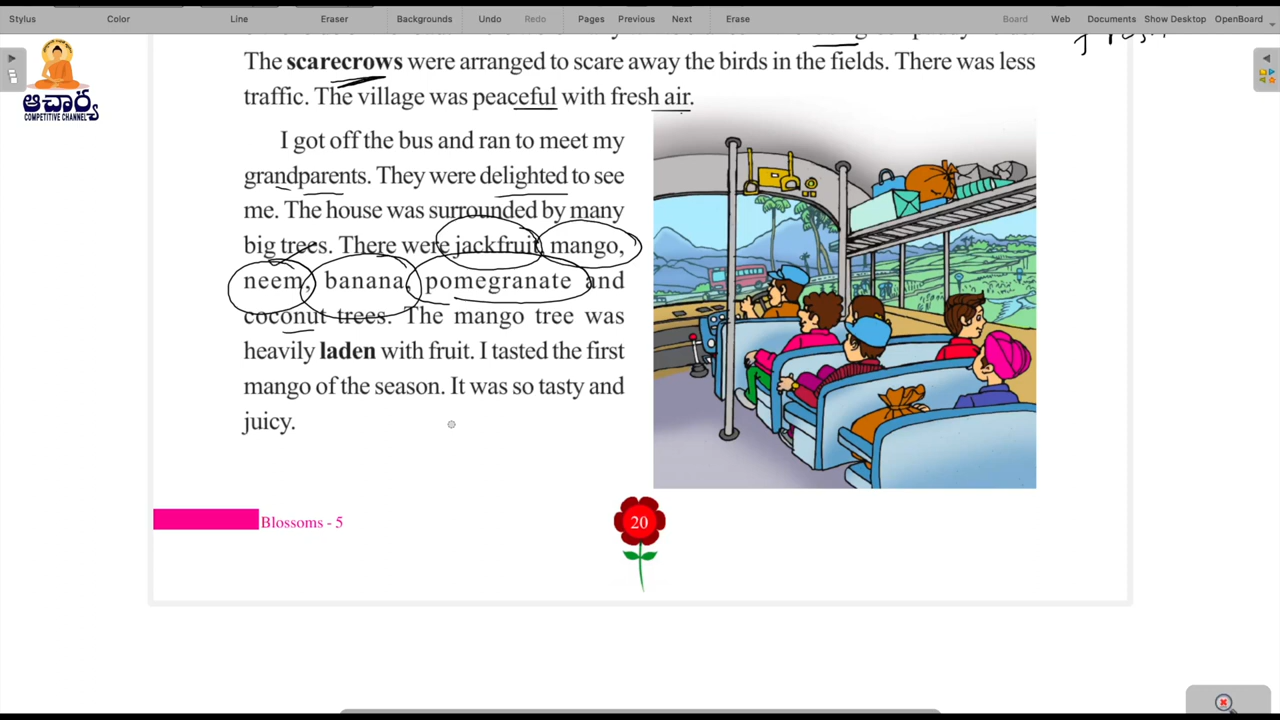 Stylus Color Line Eraser Backgrounds Undo Redo Pages Previous Next Erase Board Web Documents Show Desktop OpenBoard
The scarecrows were arranged to scare away the birds in the fields. There was less
traffic. The village was peaceful with fresh air.
ఆచార్య
COMPETITIVE CHANNEL
I got off the bus and ran to meet my
grandparents. They were delighted to see
me. The house was surrounded by many
big trees. There were jackfruit, mango,
neem, banana, pomegranate and
coconut trees. The mango tree was
heavily laden with fruit. I tasted the first
mango of the season. It was so tasty and
juicy.
Blossoms - 5
20